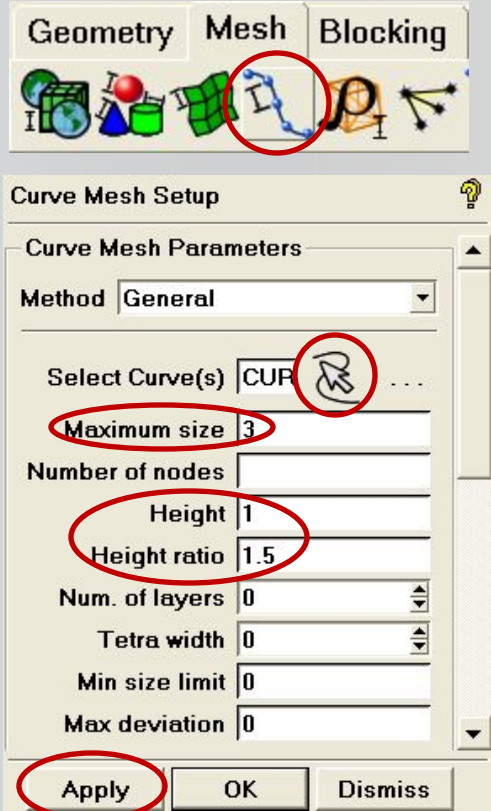 Geometry Mesh Blocking
Curve Mesh Setup
Curve Mesh Parameters
Method General
Select Curve(s) CUR ...
Maximum size 3
Number of nodes
Height 1
Height ratio 1.5
Num. of layers 0
Tetra width 0
Min size limit 0
Max deviation 0
Apply OK Dismiss